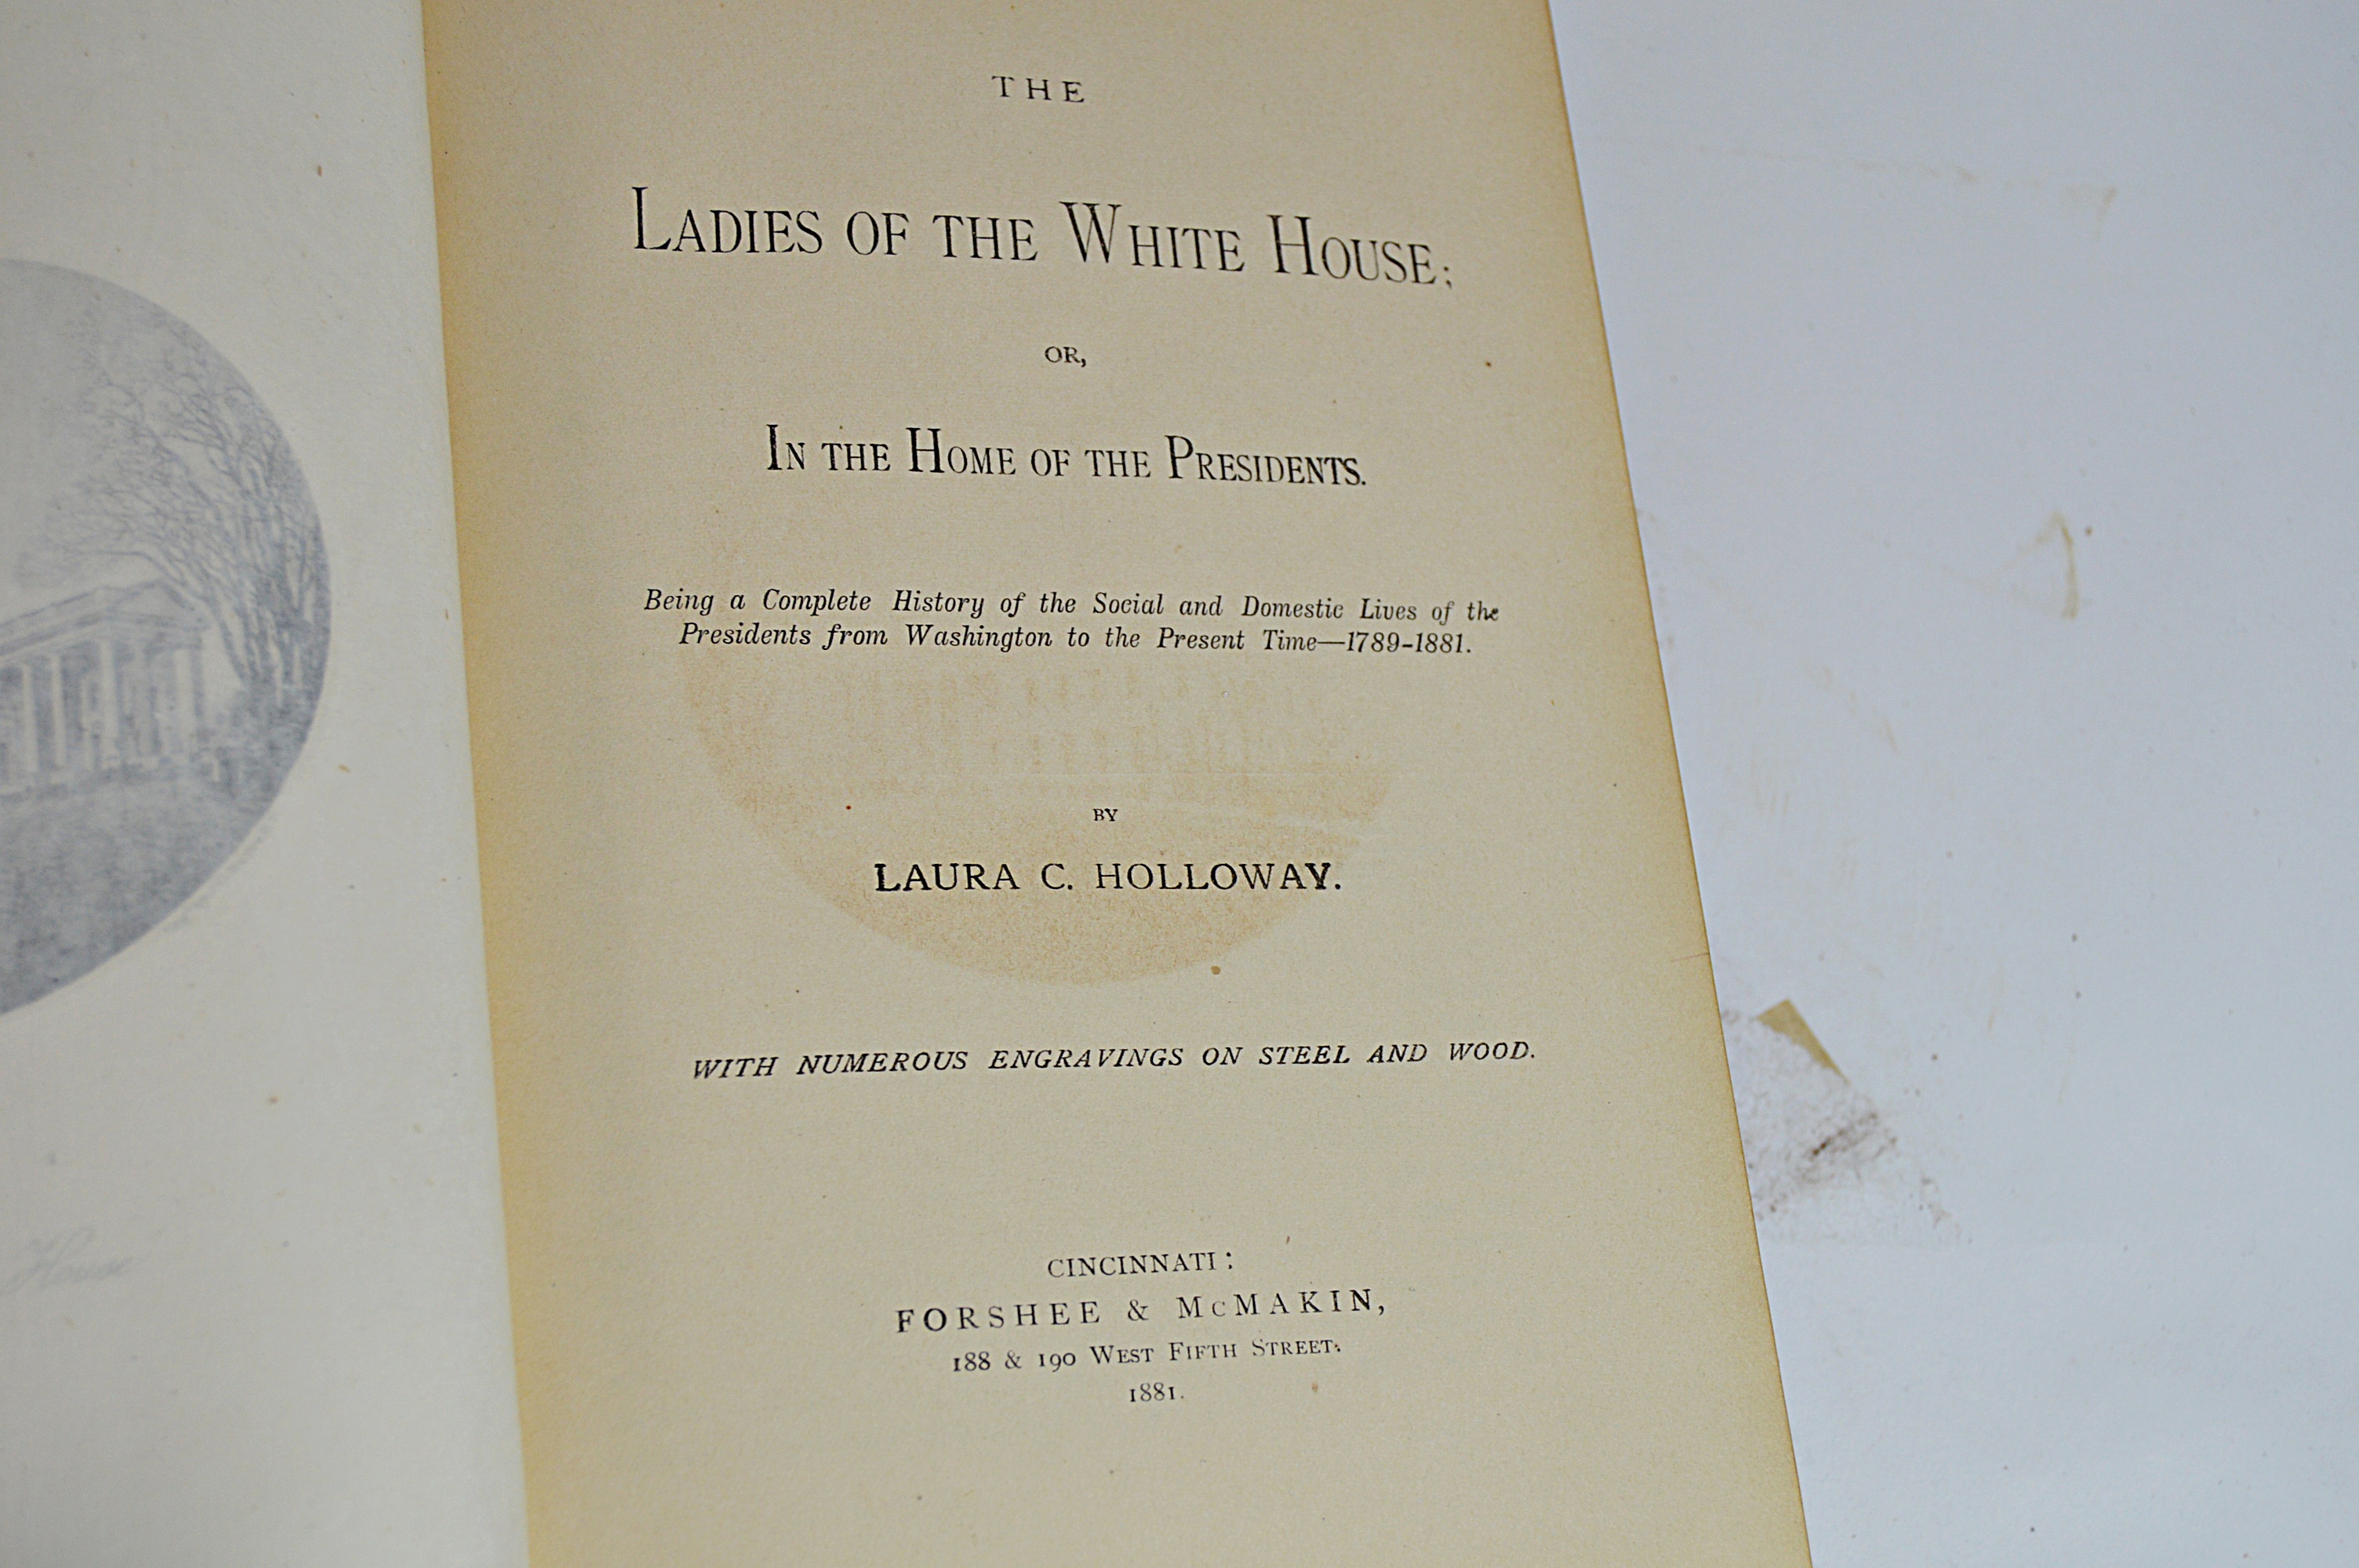 THE
LADIES OF THE WHITE HOUSE;
OR,
IN THE HOME OF THE PRESIDENTS.
Being a Complete History of the Social and Domestic Lives of the
Presidents from Washington to the Present Time—1789-1881.
BY
LAURA C. HOLLOWAY.
WITH NUMEROUS ENGRAVINGS ON STEEL AND WOOD.
CINCINNATI:
FORSHEE & McMAKIN,
188 & 190 WEST FIFTH STREET.
1881.
House